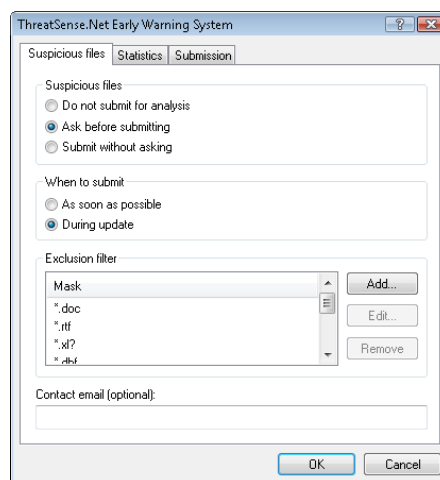 ThreatSense.Net Early Warning System
Suspicious files Statistics Submission
Suspicious files
Do not submit for analysis
Ask before submitting
Submit without asking
When to submit
As soon as possible
During update
Exclusion filter
Mask
*.doc
*.rtf
*.xl?
*.dbf
Add...
Edit...
Remove
Contact email (optional):
OK Cancel